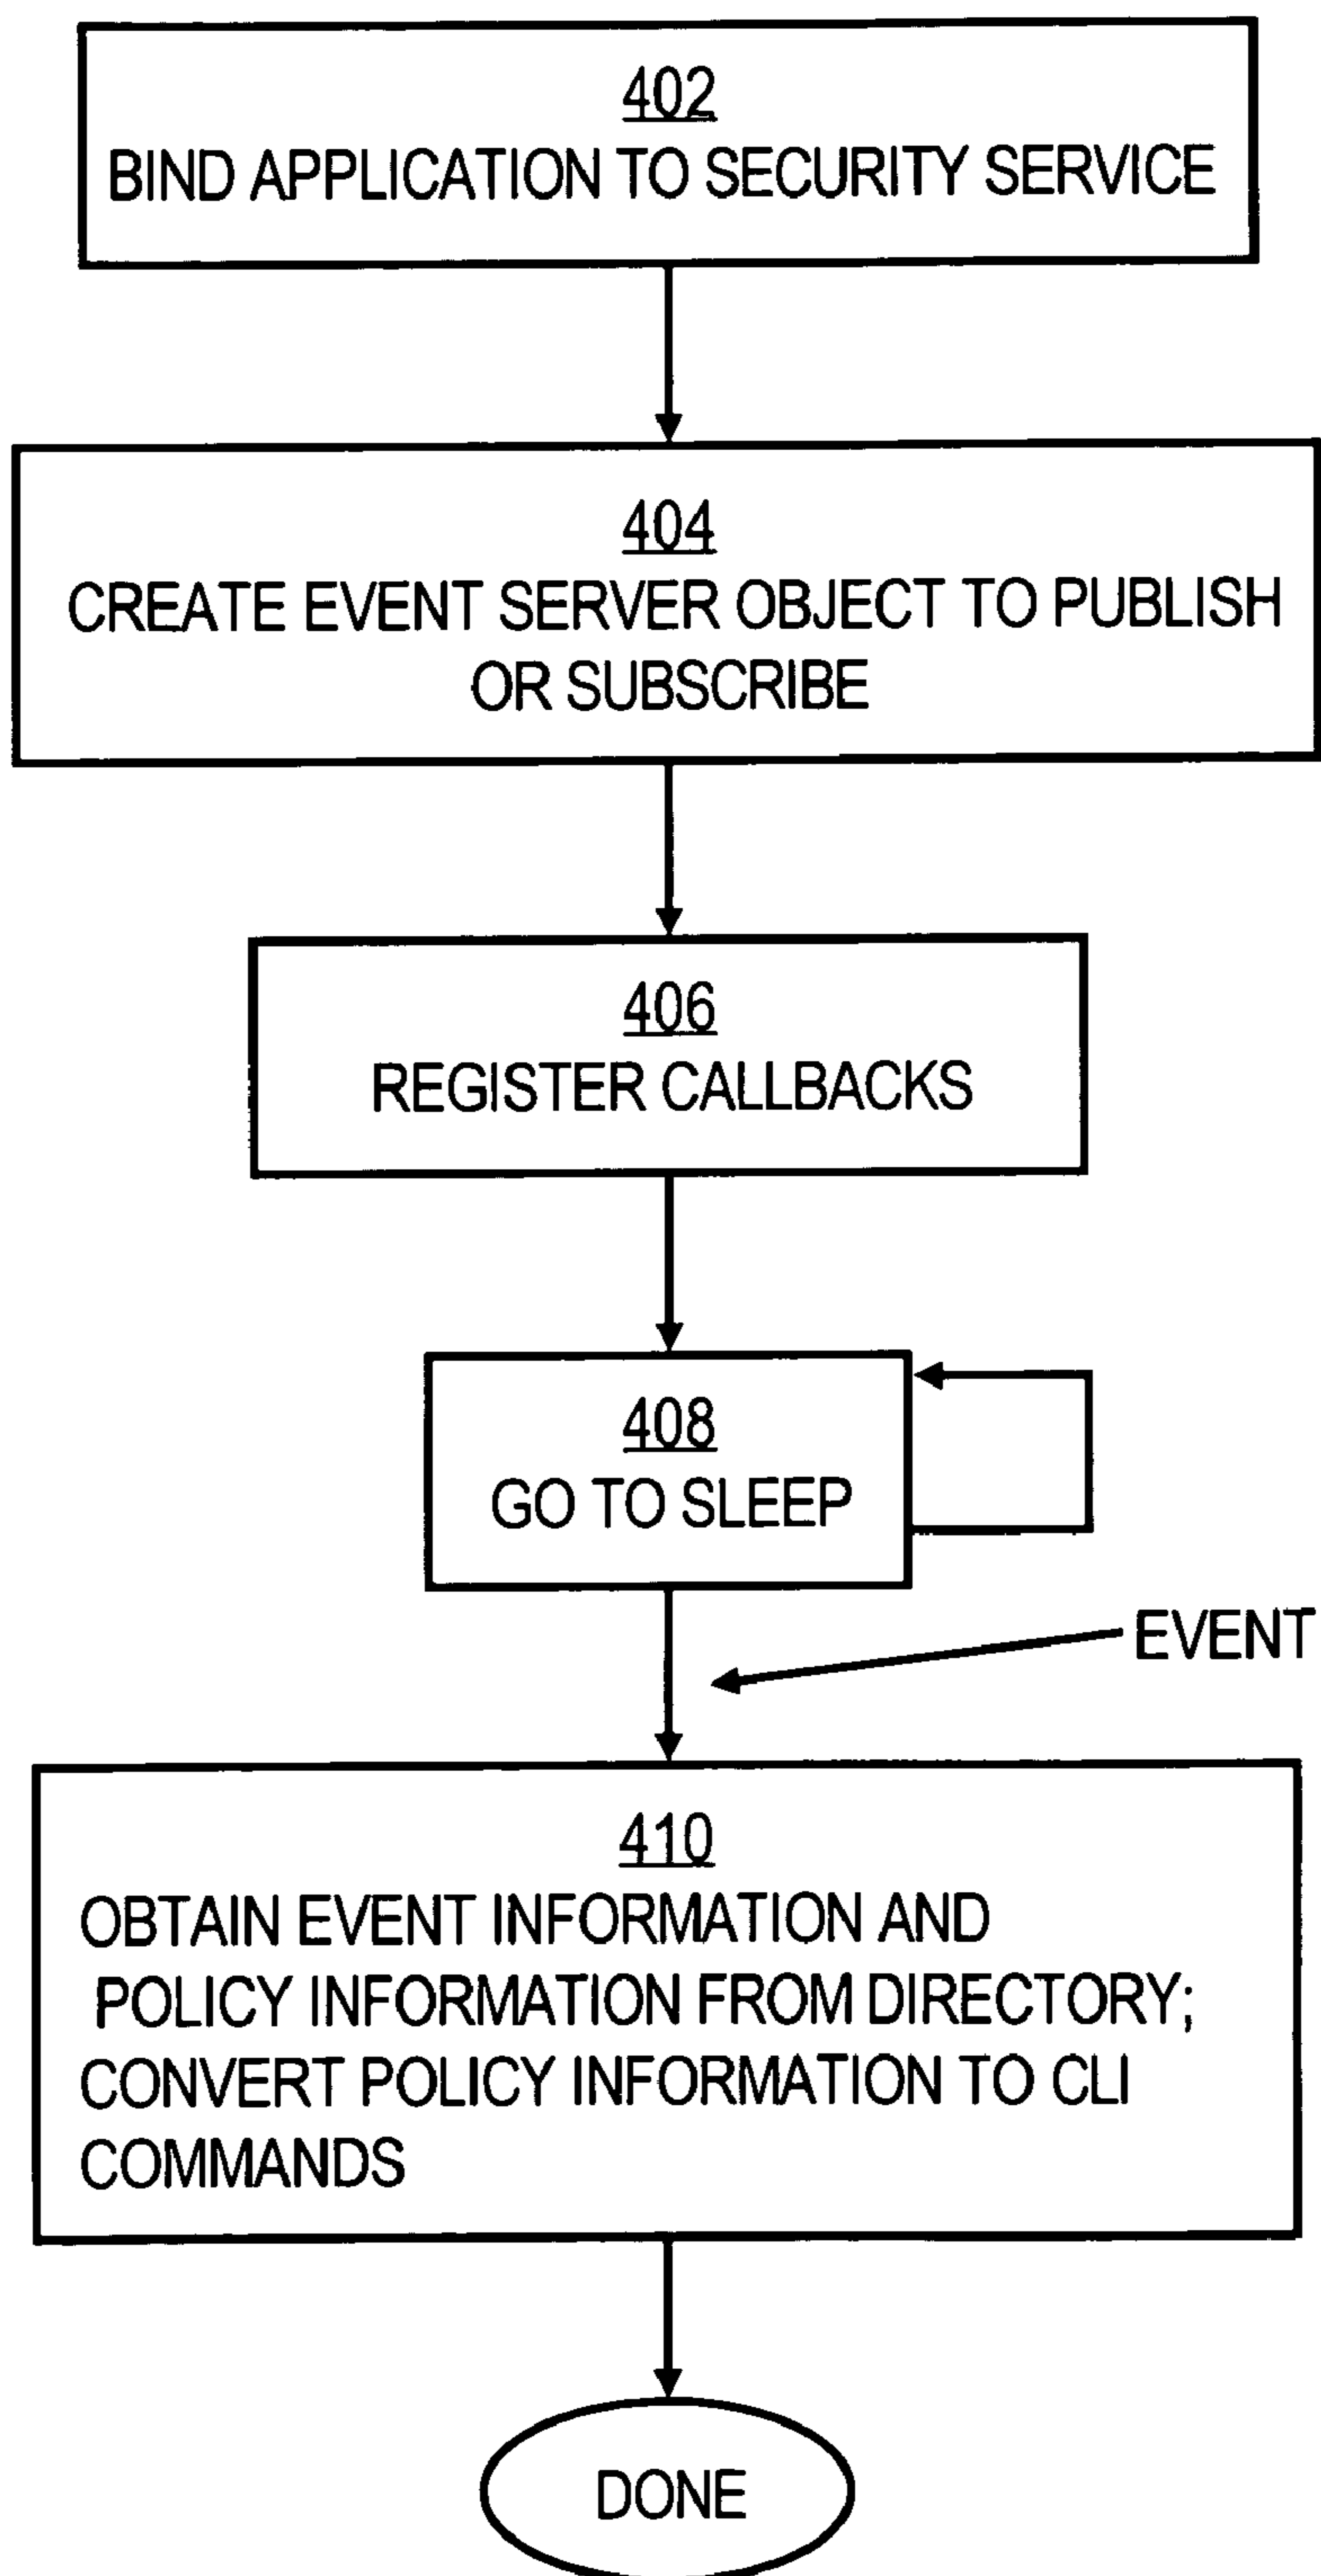 402
BIND APPLICATION TO SECURITY SERVICE
404
CREATE EVENT SERVER OBJECT TO PUBLISH
OR SUBSCRIBE
406
REGISTER CALLBACKS
408
GO TO SLEEP
EVENT
410
OBTAIN EVENT INFORMATION AND
POLICY INFORMATION FROM DIRECTORY;
CONVERT POLICY INFORMATION TO CLI
COMMANDS
DONE